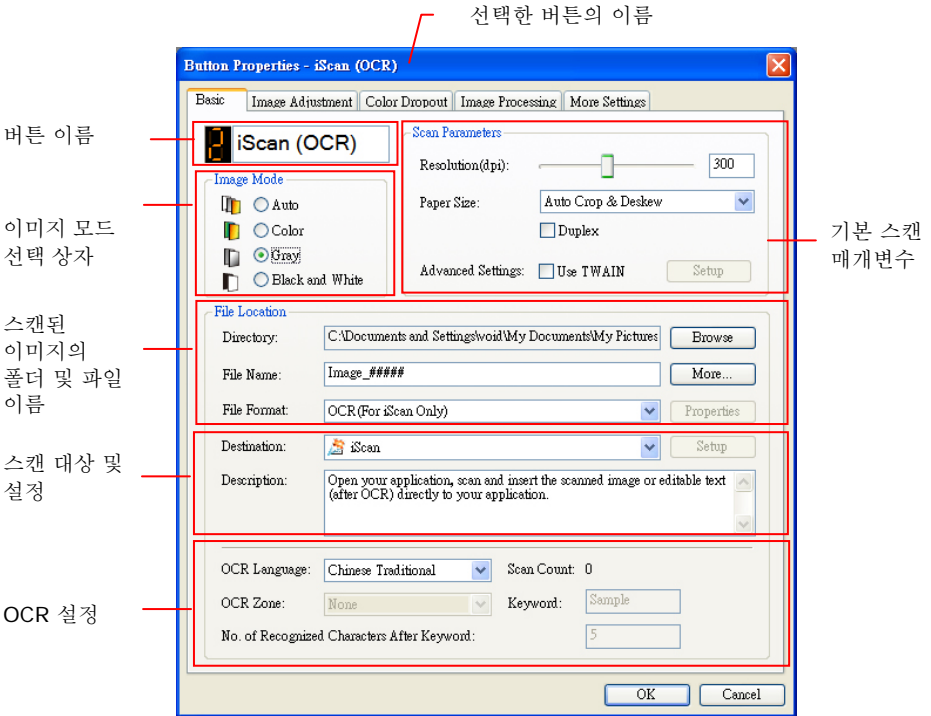 선택한 버튼의 이름
Button Properties - iScan (OCR)
Basic Image Adjustment Color Dropout Image Processing More Settings
버튼 이름
2 iScan (OCR)
Scan Parameters
Resolution(dpi): 300
Paper Size: Auto Crop & Deskew
Duplex
Advanced Settings: Use TWAIN Setup
기본 스캔
매개변수
이미지 모드
선택 상자
Image Mode
Auto
Color
Gray
Black and White
스캔된
이미지의
폴더 및 파일
이름
File Location
Directory: C:\Documents and Settings\void\My Documents\My Pictures Browse
File Name: Image_##### More...
File Format: OCR(For iScan Only) Properties
스캔 대상 및
설정
Destination: iScan Setup
Description: Open your application, scan and insert the scanned image or editable text
(after OCR) directly to your application.
OCR 설정
OCR Language: Chinese Traditional Scan Count: 0
OCR Zone: None Keyword: Sample
No. of Recognized Characters After Keyword: 5
OK Cancel